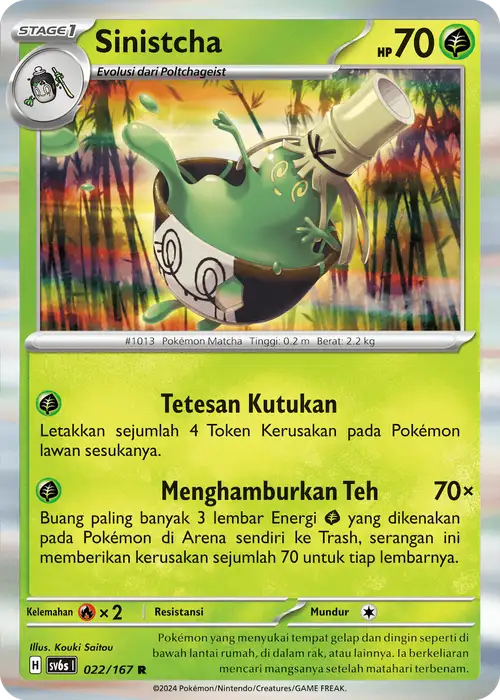 STAGE1 Sinistcha HP 70
Evolusi dari Poltchageist
#1013 Pokémon Matcha Tinggi: 0.2 m Berat: 2.2 kg
Tetesan Kutukan
Letakkan sejumlah 4 Token Kerusakan pada Pokémon
lawan sesukanya.
Menghamburkan Teh 70×
Buang paling banyak 3 lembar Energi yang dikenakan
pada Pokémon di Arena sendiri ke Trash, serangan ini
memberikan kerusakan sejumlah 70 untuk tiap lembarnya.
Kelemahan × 2 Resistansi Mundur
Illus. Kouki Saitou
H SV6s I 022/167 R
Pokémon yang menyukai tempat gelap dan dingin seperti di
bawah lantai rumah, di dalam rak, atau lainnya. Ia berkeliaran
mencari mangsanya setelah matahari terbenam.
©2024 Pokémon/Nintendo/Creatures/GAME FREAK.